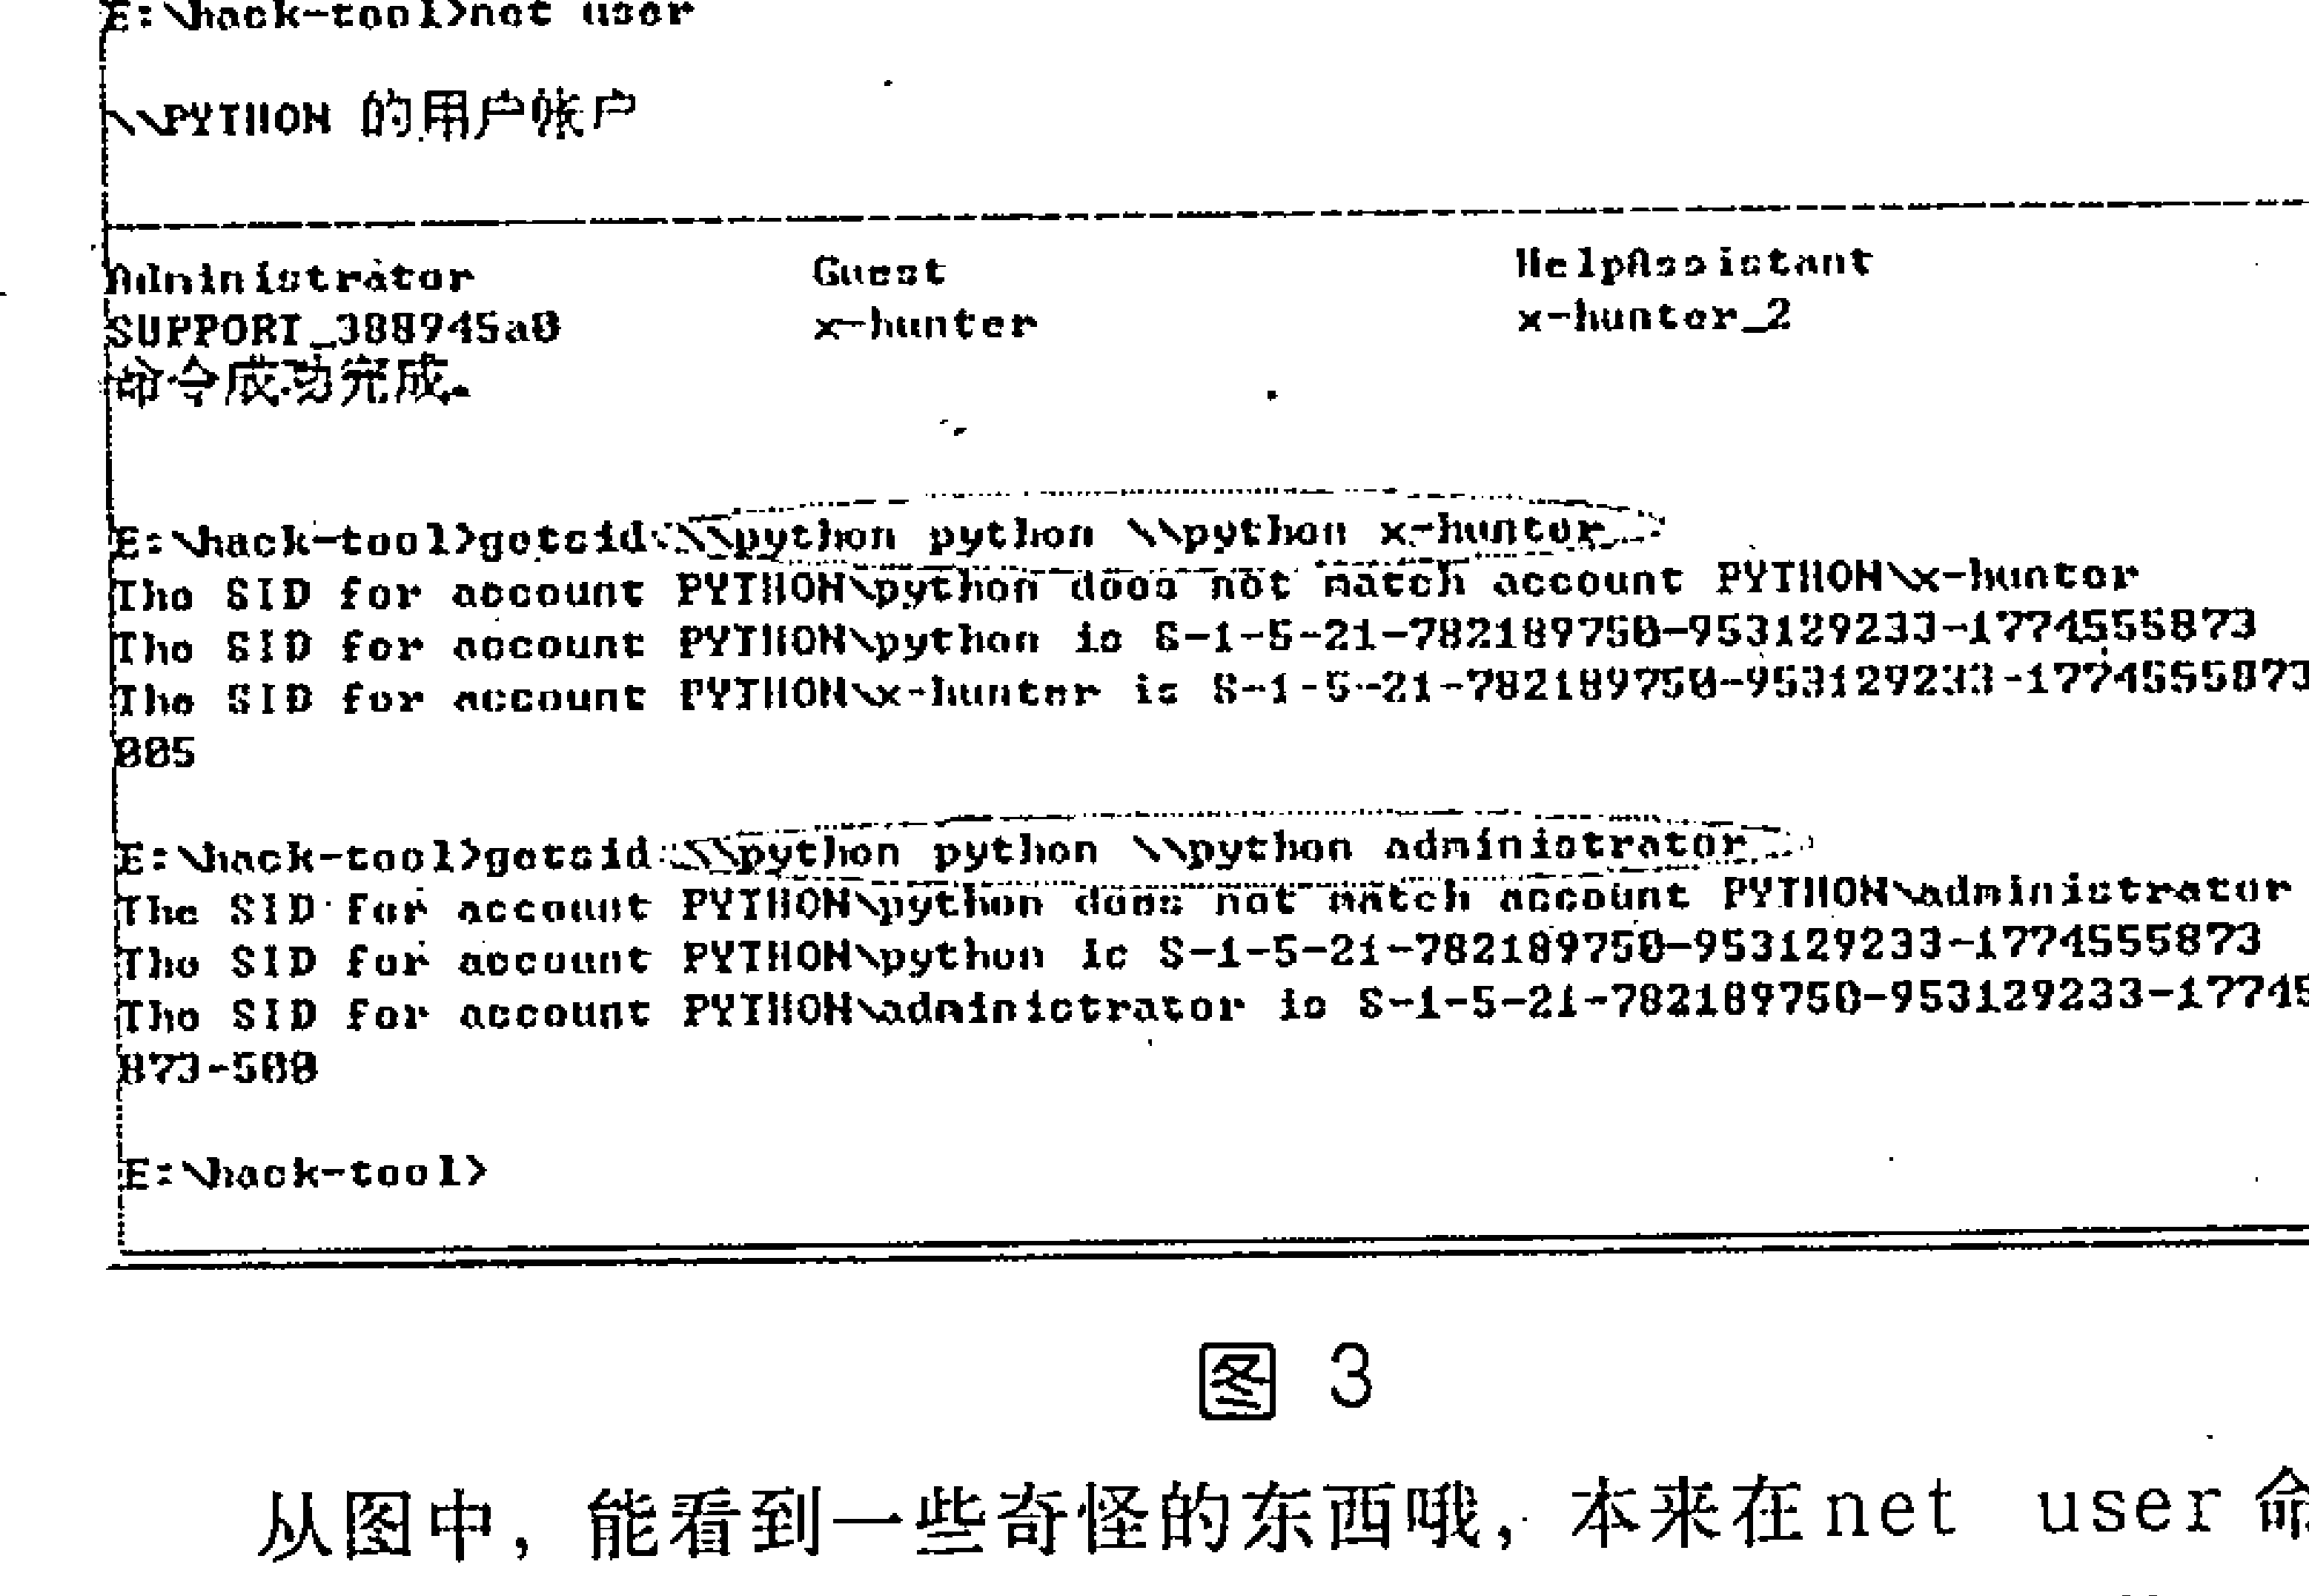 E:\hack-tool>net user
\\PYTHON 的用户帐户
Administrator Guest HelpAssistant
SUPPORT_388945a0 x-hunter x-hunter_2
命令成功完成。
E:\hack-tool>getsid \\python python \\python x-hunter
The SID for account PYTHON\python does not match account PYTHON\x-hunter
The SID for account PYTHON\python is S-1-5-21-782189750-953129233-1774555873
The SID for account PYTHON\x-hunter is S-1-5-21-782189750-953129233-1774555873
005
E:\hack-tool>getsid \\python python \\python administrator
The SID for account PYTHON\python does not match account PYTHON\administrator
The SID for account PYTHON\python is S-1-5-21-782189750-953129233-1774555873
The SID for account PYTHON\administrator is S-1-5-21-782189750-953129233-17745
873-500
E:\hack-tool>
图 3
从图中，能看到一些奇怪的东西哦，本来在net user命